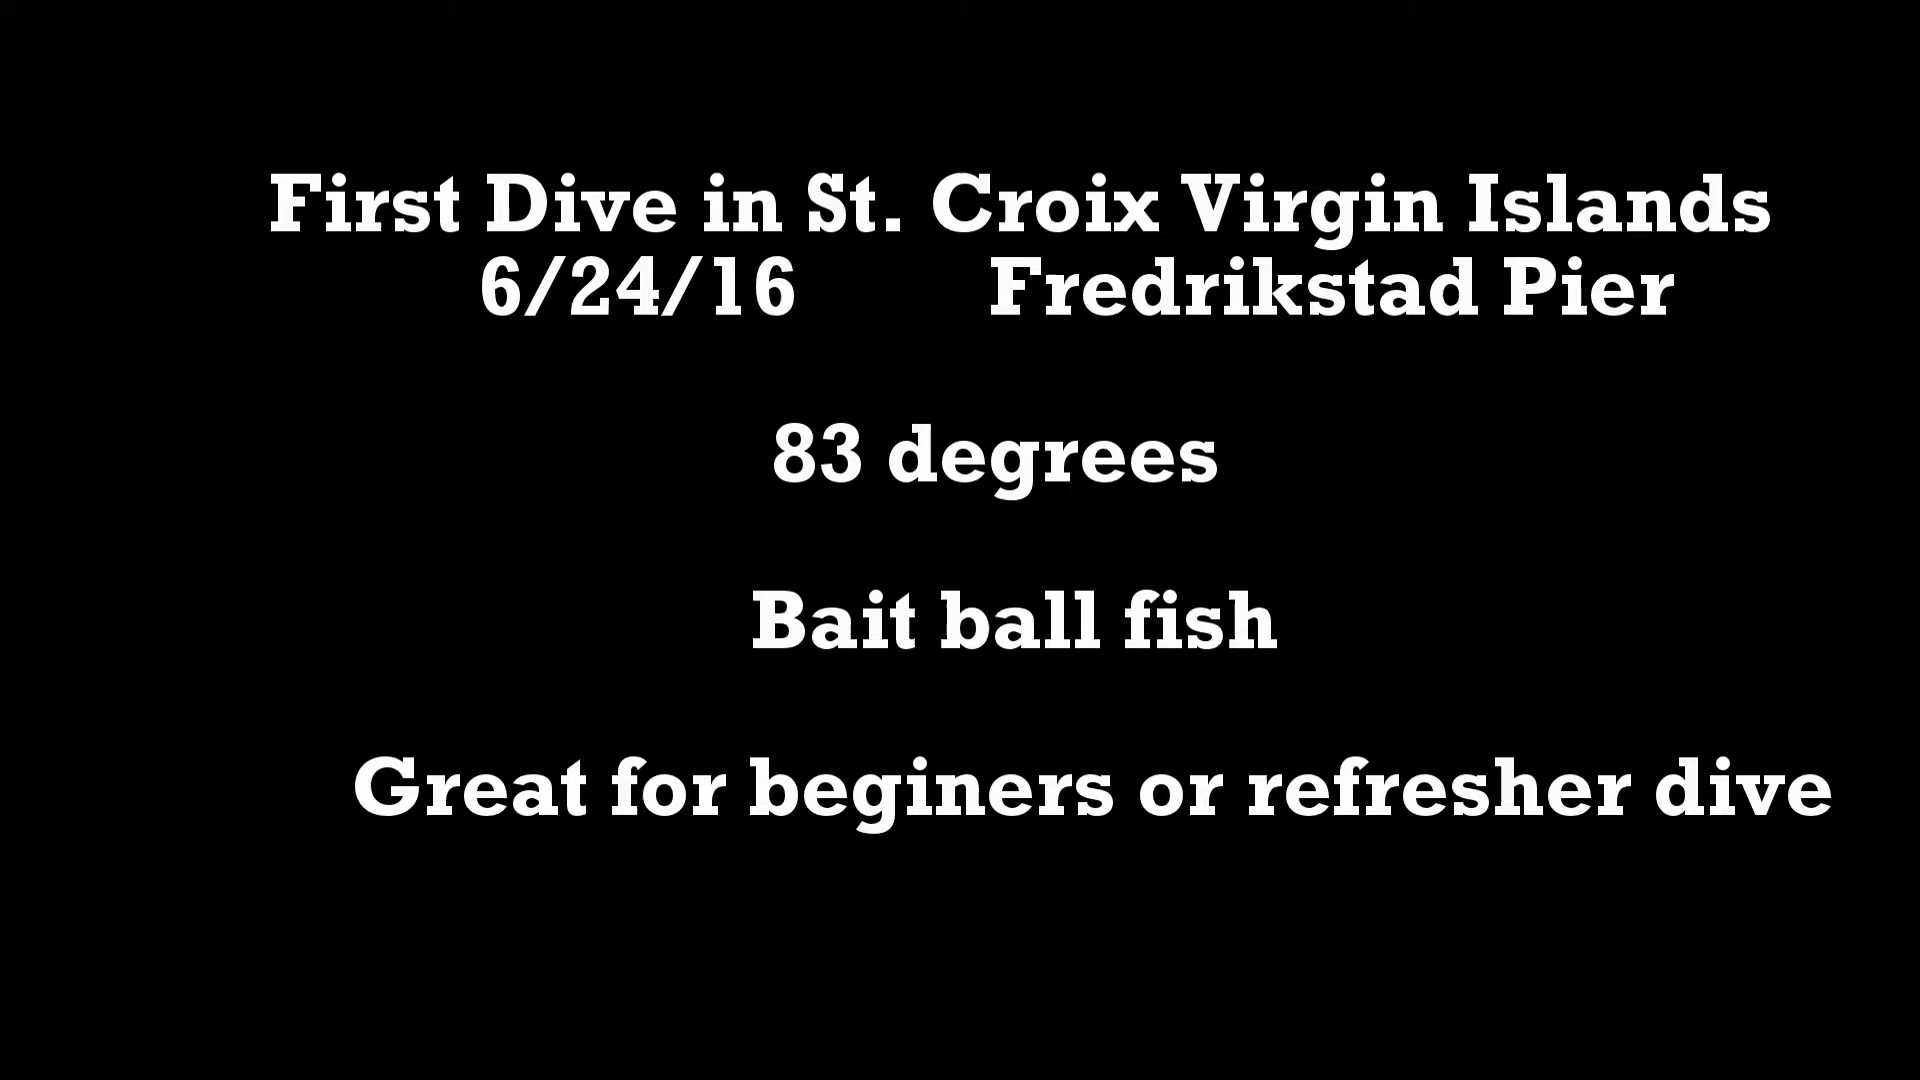 First Dive in St. Croix Virgin Islands
6/24/16 Fredrikstad Pier
83 degrees
Bait ball fish
Great for beginers or refresher dive